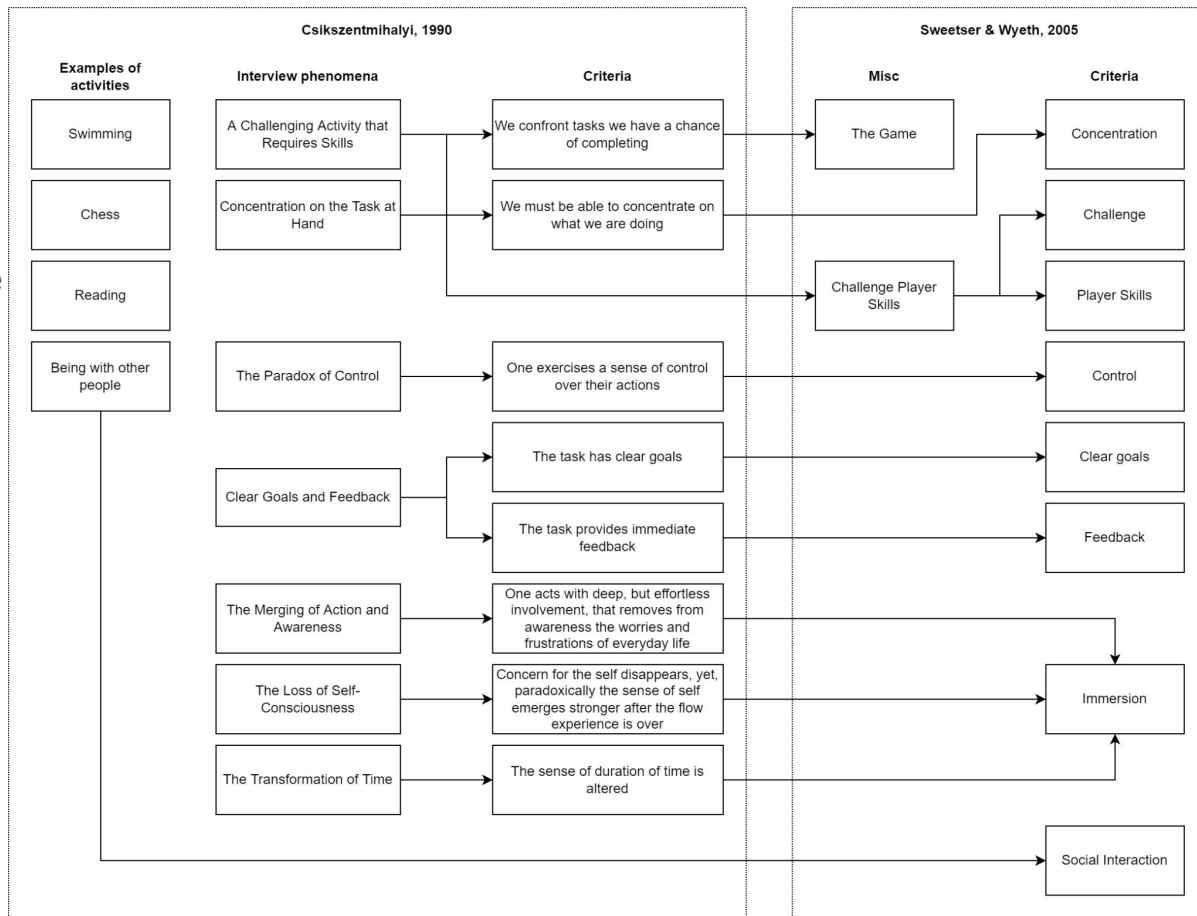 Csikszentmihalyi, 1990
Sweetser & Wyeth, 2005
Examples of
activities
Interview phenomena
Criteria
Misc
Criteria
Swimming
A Challenging Activity that
Requires Skills
We confront tasks we have a chance
of completing
The Game
Concentration
Chess
Concentration on the Task at
Hand
We must be able to concentrate on
what we are doing
Challenge
Reading
Challenge Player
Skills
Player Skills
Being with other
people
The Paradox of Control
One exercises a sense of control
over their actions
Control
Clear Goals and Feedback
The task has clear goals
Clear goals
The task provides immediate
feedback
Feedback
The Merging of Action and
Awareness
One acts with deep, but effortless
involvement, that removes from
awareness the worries and
frustrations of everyday life
The Loss of Self-
Consciousness
Concern for the self disappears, yet,
paradoxically the sense of self
emerges stronger after the flow
experience is over
Immersion
The Transformation of Time
The sense of duration of time is
altered
Social Interaction